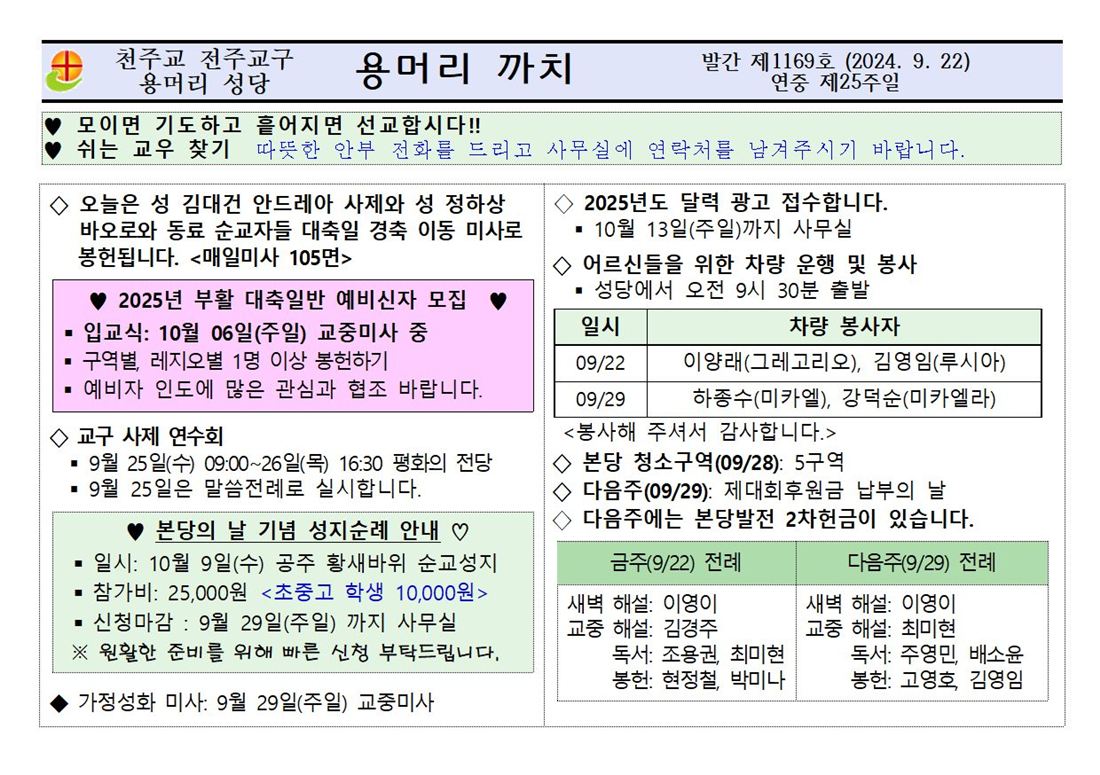 천주교 전주교구
용머리 성당
용머리 까치
발간 제1169호 (2024. 9. 22)
연중 제25주일
♥ 모이면 기도하고 흩어지면 선교합시다!!
♥ 쉬는 교우 찾기 따뜻한 안부 전화를 드리고 사무실에 연락처를 남겨주시기 바랍니다.
◇ 오늘은 성 김대건 안드레아 사제와 성 정하상
바오로와 동료 순교자들 대축일 경축 이동 미사로
봉헌됩니다. <매일미사 105면>
♥ 2025년 부활 대축일반 예비신자 모집 ♥
▪ 입교식: 10월 06일(주일) 교중미사 중
▪ 구역별, 레지오별 1명 이상 봉헌하기
▪ 예비자 인도에 많은 관심과 협조 바랍니다.
◇ 교구 사제 연수회
▪ 9월 25일(수) 09:00~26일(목) 16:30 평화의 전당
▪ 9월 25일은 말씀전례로 실시합니다.
♥ 본당의 날 기념 성지순례 안내 ♡
▪ 일시: 10월 9일(수) 공주 황새바위 순교성지
▪ 참가비: 25,000원 <초중고 학생 10,000원>
▪ 신청마감 : 9월 29일(주일) 까지 사무실
※ 원활한 준비를 위해 빠른 신청 부탁드립니다.
◆ 가정성화 미사: 9월 29일(주일) 교중미사
◇ 2025년도 달력 광고 접수합니다.
▪ 10월 13일(주일)까지 사무실
◇ 어르신들을 위한 차량 운행 및 봉사
▪ 성당에서 오전 9시 30분 출발
일시 차량 봉사자
09/22 이양래(그레고리오), 김영임(루시아)
09/29 하종수(미카엘), 강덕순(미카엘라)
<봉사해 주셔서 감사합니다.>
◇ 본당 청소구역(09/28): 5구역
◇ 다음주(09/29): 제대회후원금 납부의 날
◇ 다음주에는 본당발전 2차헌금이 있습니다.
금주(9/22) 전례 다음주(9/29) 전례
새벽 해설: 이영이 새벽 해설: 이영이
교중 해설: 김경주 교중 해설: 최미현
독서: 조용권, 최미현 독서: 주영민, 배소윤
봉헌: 현정철, 박미나 봉헌: 고영호, 김영임